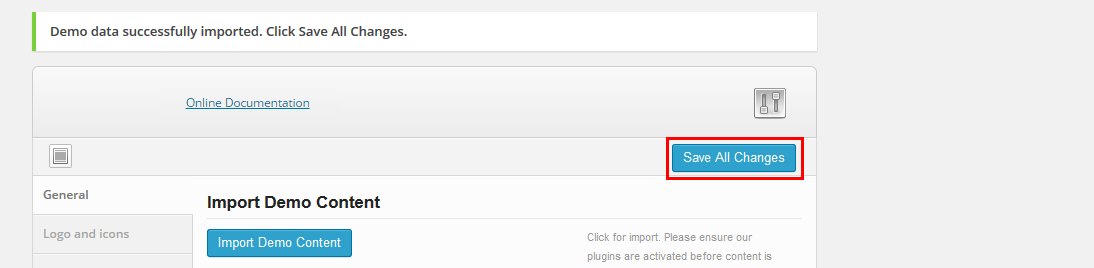 Demo data successfully imported. Click Save All Changes.
Online Documentation
Save All Changes
General
Import Demo Content
Logo and icons
Import Demo Content
Click for import. Please ensure our
plugins are activated before content is